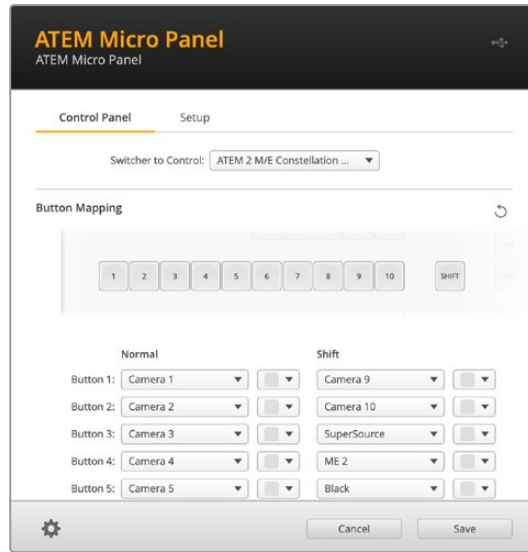 ATEM Micro Panel
ATEM Micro Panel
Control Panel Setup
Switcher to Control: ATEM 2 M/E Constellation ...
Button Mapping
1 2 3 4 5 6 7 8 9 10 SHIFT
Normal Shift
Button 1: Camera 1 Camera 9
Button 2: Camera 2 Camera 10
Button 3: Camera 3 SuperSource
Button 4: Camera 4 ME 2
Button 5: Camera 5 Black
Cancel Save